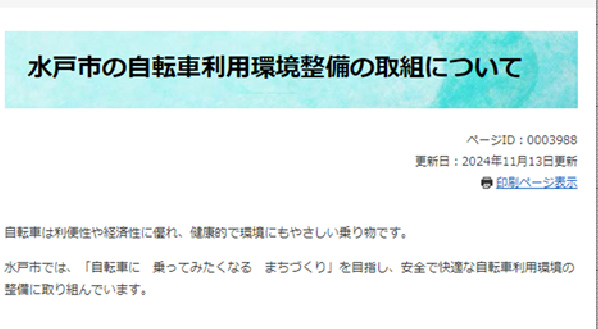 水戸市の自転車利用環境整備の取組について
ページID：0003988
更新日：2024年11月13日更新
印刷ページ表示
自転車は利便性や経済性に優れ、健康的で環境にもやさしい乗り物です。
水戸市では、「自転車に　乗ってみたくなる　まちづくり」を目指し、安全で快適な自転車利用環境の
整備に取り組んでいます。